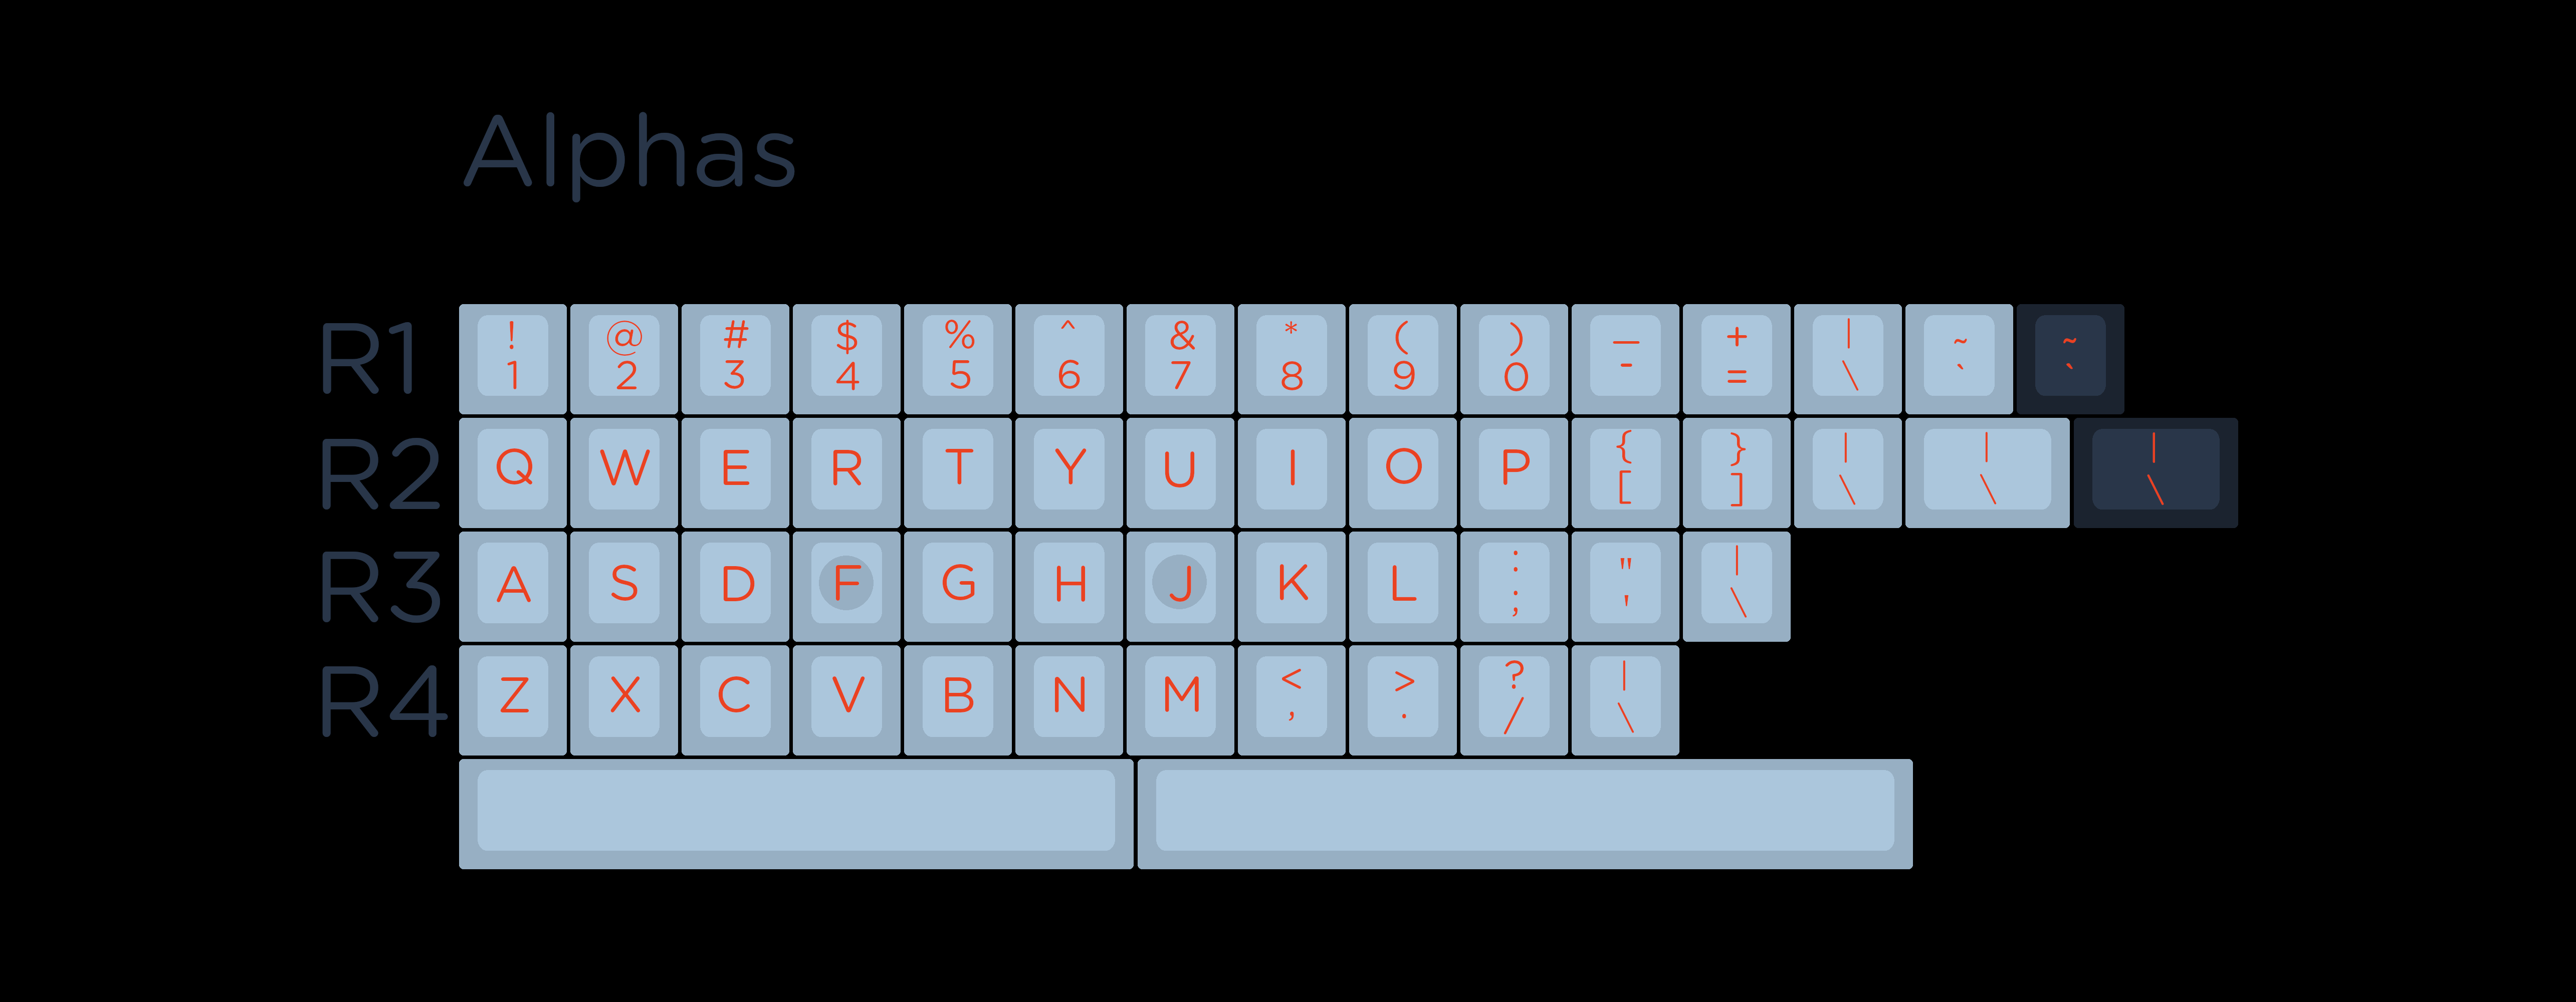 Alphas
R1 ! @ # $ % ^ & * ( ) — + | ~ ~
1 2 3 4 5 6 7 8 9 0 - = \ ` `
R2 Q W E R T Y U I O P { } | | |
[ ] \ \ \
R3 A S D F G H J K L : " |
; ' \
R4 Z X C V B N M < > ? |
, . / \